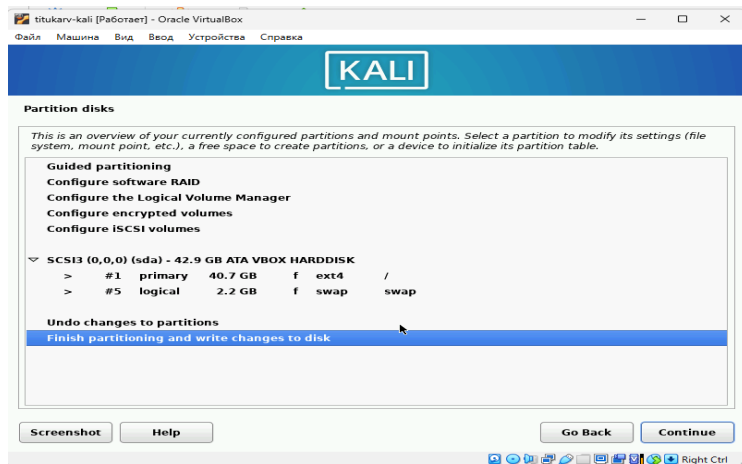 titukarv-kali [Работает] - Oracle VirtualBox
Файл Машина Вид Ввод Устройства Справка
KALI
Partition disks
This is an overview of your currently configured partitions and mount points. Select a partition to modify its settings (file
system, mount point, etc.), a free space to create partitions, or a device to initialize its partition table.
Guided partitioning
Configure software RAID
Configure the Logical Volume Manager
Configure encrypted volumes
Configure iSCSI volumes
SCSI3 (0,0,0) (sda) - 42.9 GB ATA VBOX HARDDISK
> #1 primary 40.7 GB f ext4 /
> #5 logical 2.2 GB f swap swap
Undo changes to partitions
Finish partitioning and write changes to disk
Screenshot Help Go Back Continue
Right Ctrl